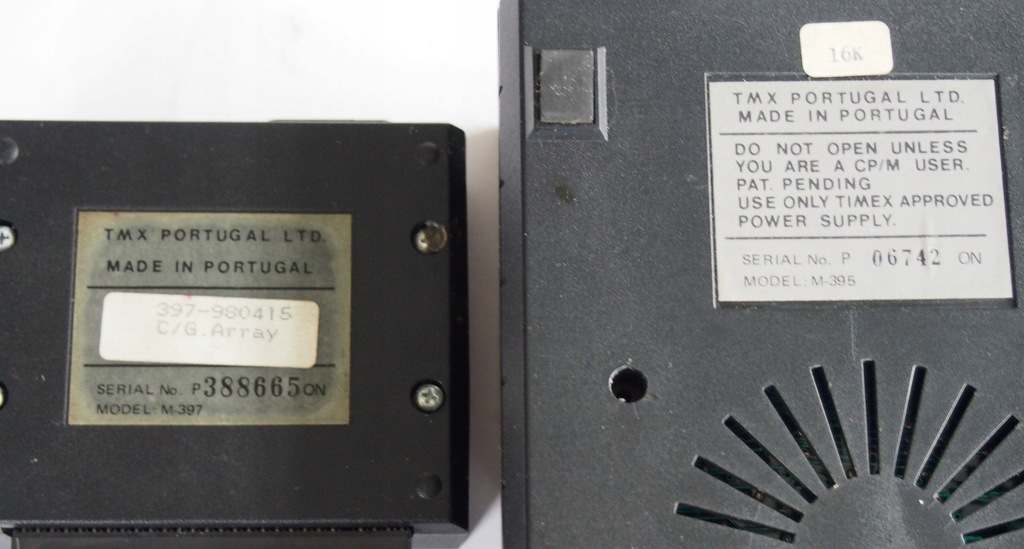 TMX PORTUGAL LTD.
MADE IN PORTUGAL
397-980415
C/G.Array
SERIAL No. P388665ON
MODEL: M-397
16K
TMX PORTUGAL LTD.
MADE IN PORTUGAL
DO NOT OPEN UNLESS
YOU ARE A CP/M USER.
PAT. PENDING
USE ONLY TIMEX APPROVED
POWER SUPPLY.
SERIAL No. P 06742 ON
MODEL: M-395